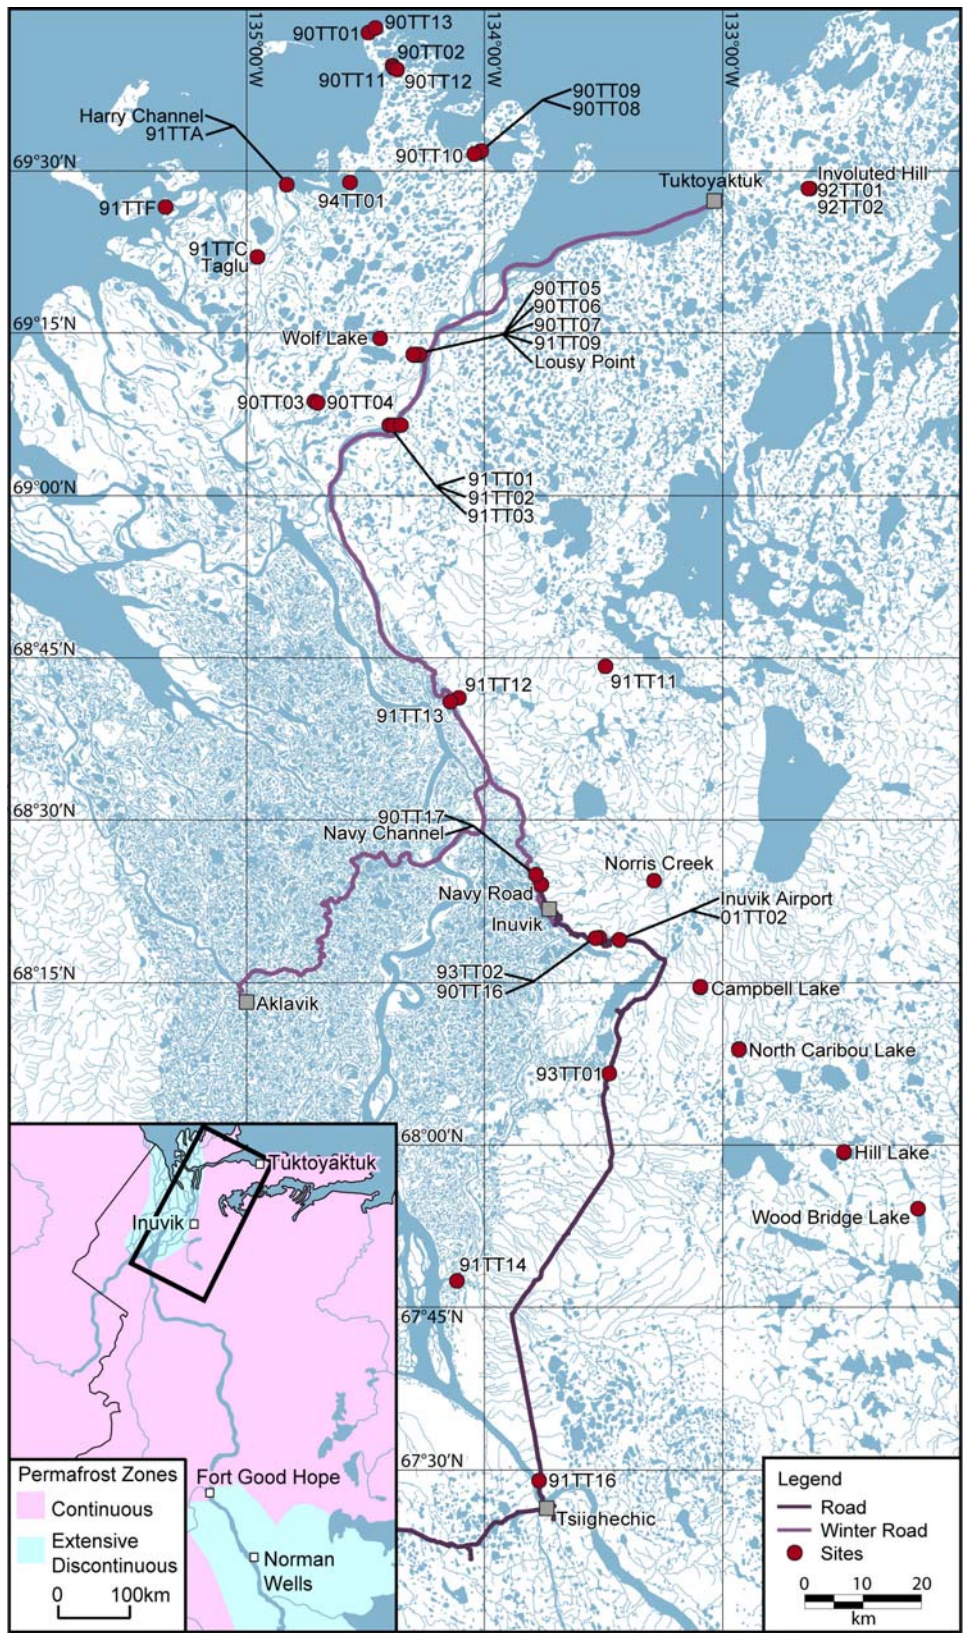 135°00'W
134°00'W
133°00'W
90TT13
90TT01
90TT02
90TT11
90TT12
90TT09
90TT08
Harry Channel
91TTA
90TT10
69°30'N
Tuktoyaktuk
Involuted Hill
92TT01
92TT02
94TT01
91TTF
91TTC
Taglu
90TT05
90TT06
90TT07
91TT09
Lousy Point
69°15'N
Wolf Lake
90TT03
90TT04
91TT01
91TT02
91TT03
69°00'N
68°45'N
91TT11
91TT12
91TT13
68°30'N
90TT17
Navy Channel
Norris Creek
Navy Road
Inuvik
Inuvik Airport
01TT02
93TT02
90TT16
68°15'N
Campbell Lake
Aklavik
North Caribou Lake
93TT01
68°00'N
Hill Lake
Wood Bridge Lake
91TT14
67°45'N
67°30'N
91TT16
Tsiighechic
Tuktoyaktuk
Inuvik
Fort Good Hope
Norman
Wells
Permafrost Zones
Continuous
Extensive
Discontinuous
0 100km
Legend
Road
Winter Road
Sites
0 10 20
km